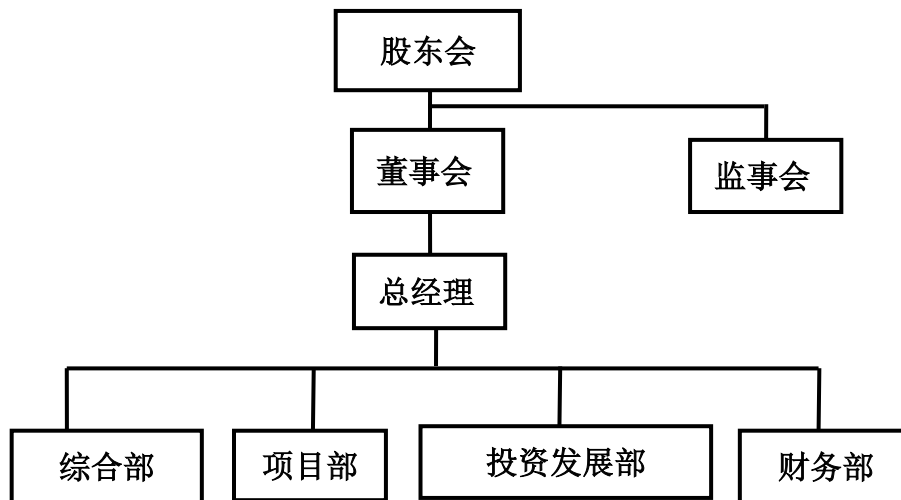 股东会
董事会
监事会
总经理
综合部
项目部
投资发展部
财务部